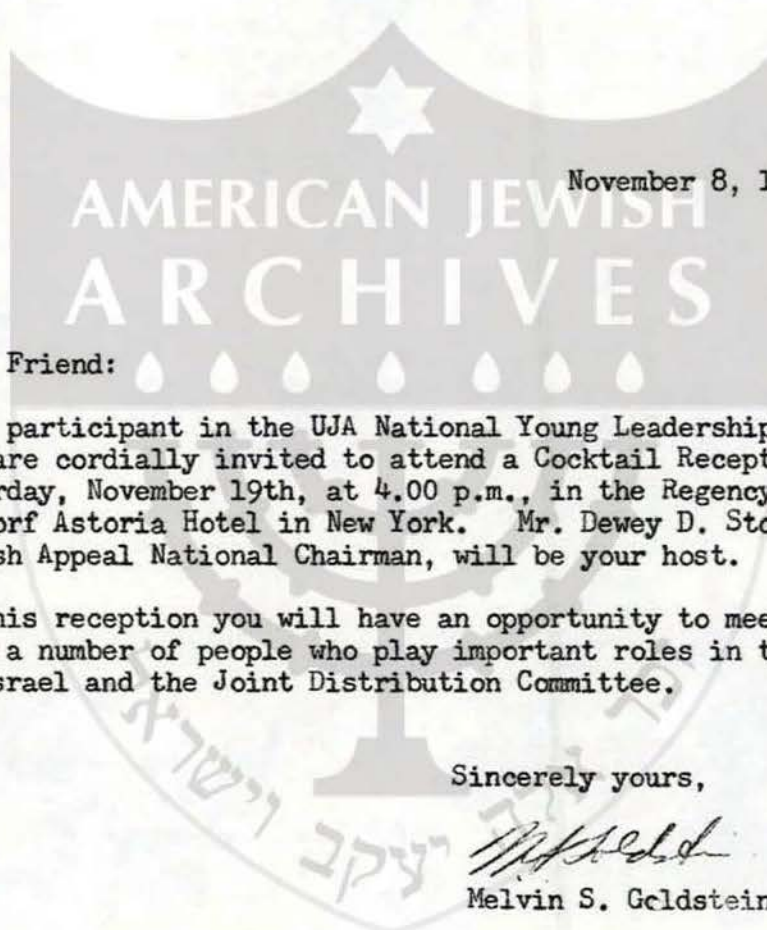 November 8, 1
AMERICAN JEWISH
ARCHIVES
Friend:
participant in the UJA National Young Leadership
are cordially invited to attend a Cocktail Recept
rday, November 19th, at 4.00 p.m., in the Regency
orf Astoria Hotel in New York. Mr. Dewey D. Sto
sh Appeal National Chairman, will be your host.
his reception you will have an opportunity to mee
a number of people who play important roles in t
srael and the Joint Distribution Committee.
Sincerely yours,
Melvin S. Goldstein
יעקב וישראל